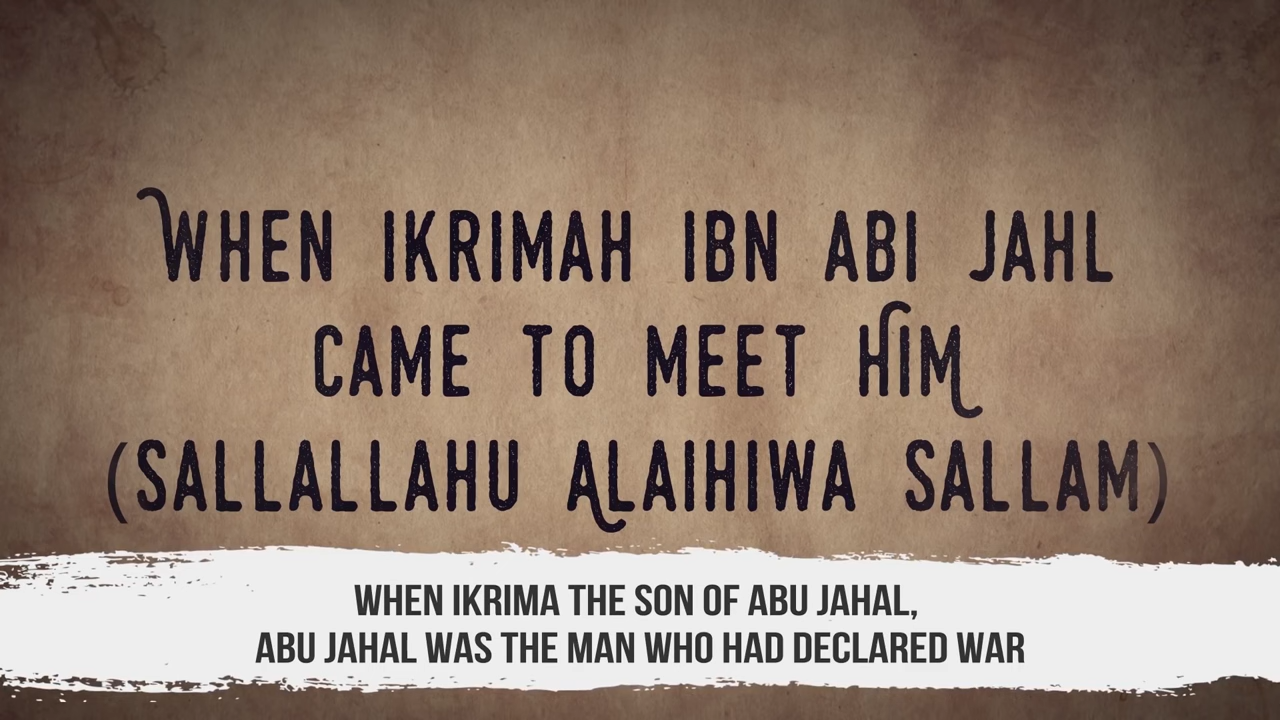 WHEN IKRIMAH IBN ABI JAHL
CAME TO MEET HIM
(SALLALLAHU ALAIHIWA SALLAM)
WHEN IKRIMA THE SON OF ABU JAHAL,
ABU JAHAL WAS THE MAN WHO HAD DECLARED WAR